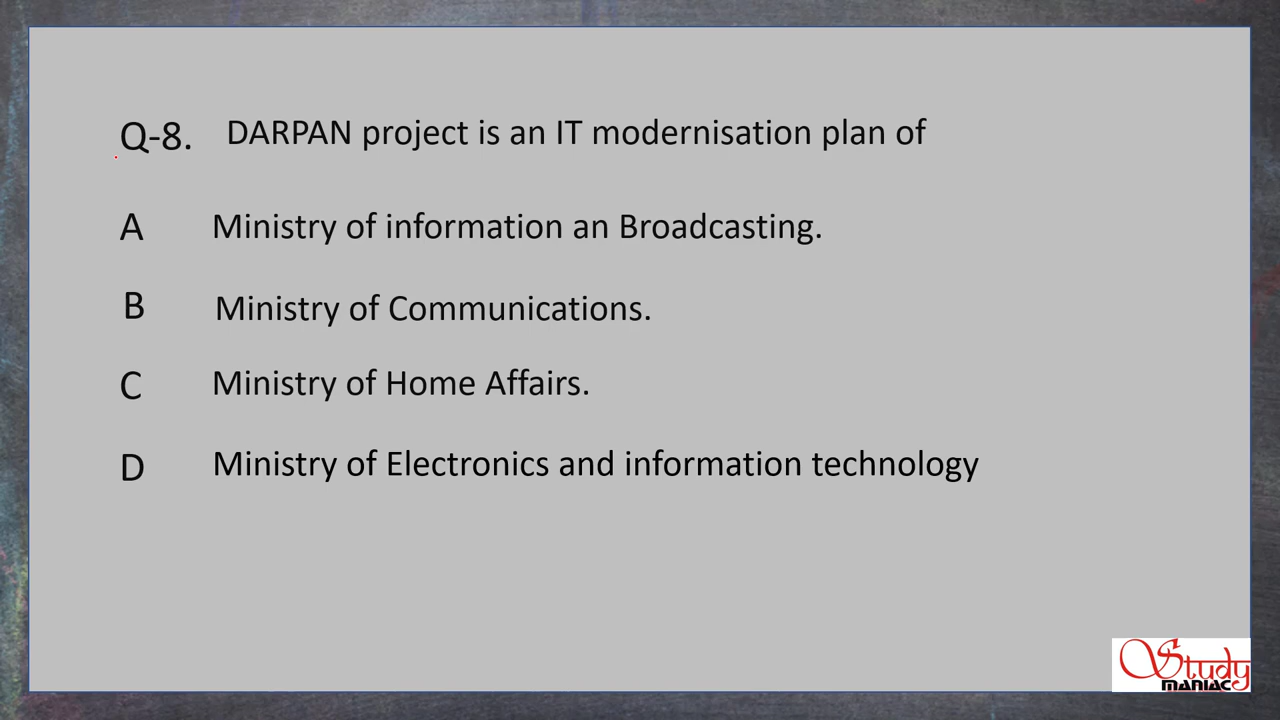 Q-8. DARPAN project is an IT modernisation plan of
A Ministry of information an Broadcasting.
B Ministry of Communications.
C Ministry of Home Affairs.
D Ministry of Electronics and information technology
Study
MANIAC